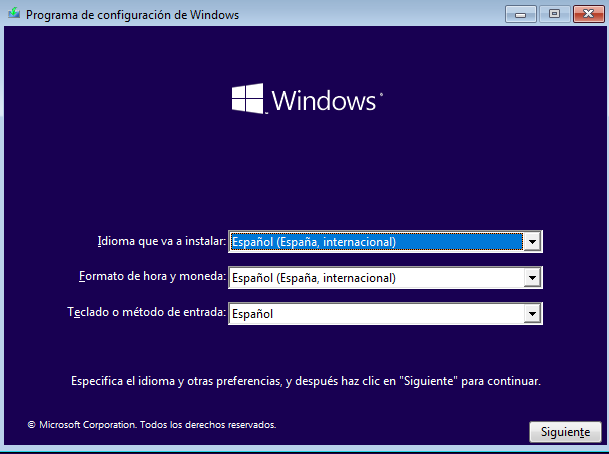 Programa de configuración de Windows
Windows®
Idioma que va a instalar: Español (España, internacional)
Formato de hora y moneda: Español (España, internacional)
Teclado o método de entrada: Español
Especifica el idioma y otras preferencias, y después haz clic en "Siguiente" para continuar.
© Microsoft Corporation. Todos los derechos reservados.
Siguiente